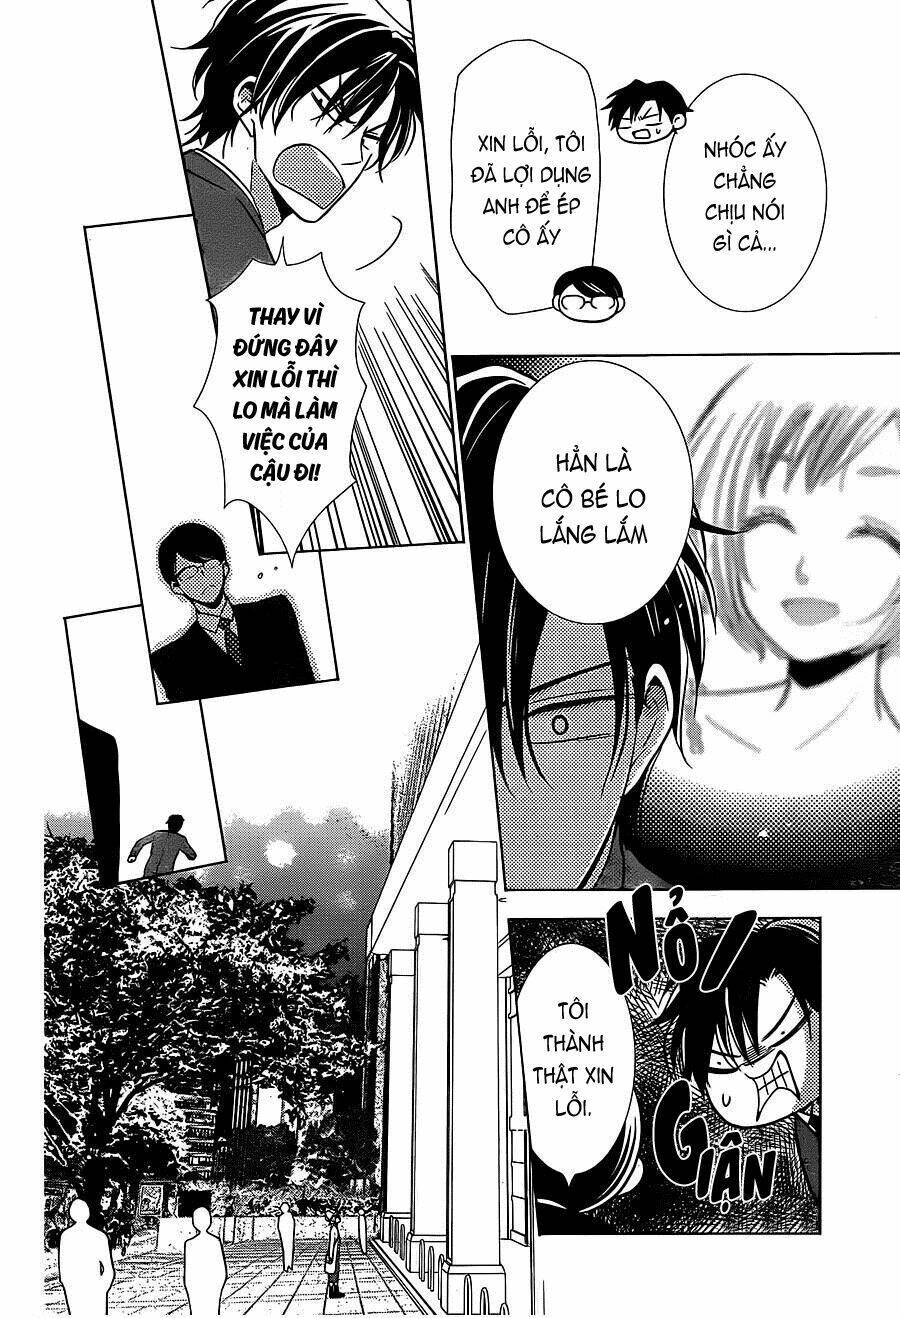 NHÓC ẤY
CHẲNG
CHỊU NÓI
GÌ CẢ...
XIN LỖI, TÔI
ĐÃ LỢI DỤNG
ANH ĐỂ ÉP
CÔ ẤY
HẲN LÀ
CÔ BÉ LO
LẮNG LẮM
NỔI
GIẬN
TÔI
THÀNH
THẬT XIN
LỖI.
THAY VÌ
ĐỨNG ĐÂY
XIN LỖI THÌ
LO MÀ LÀM
VIỆC CỦA
CẬU ĐI!